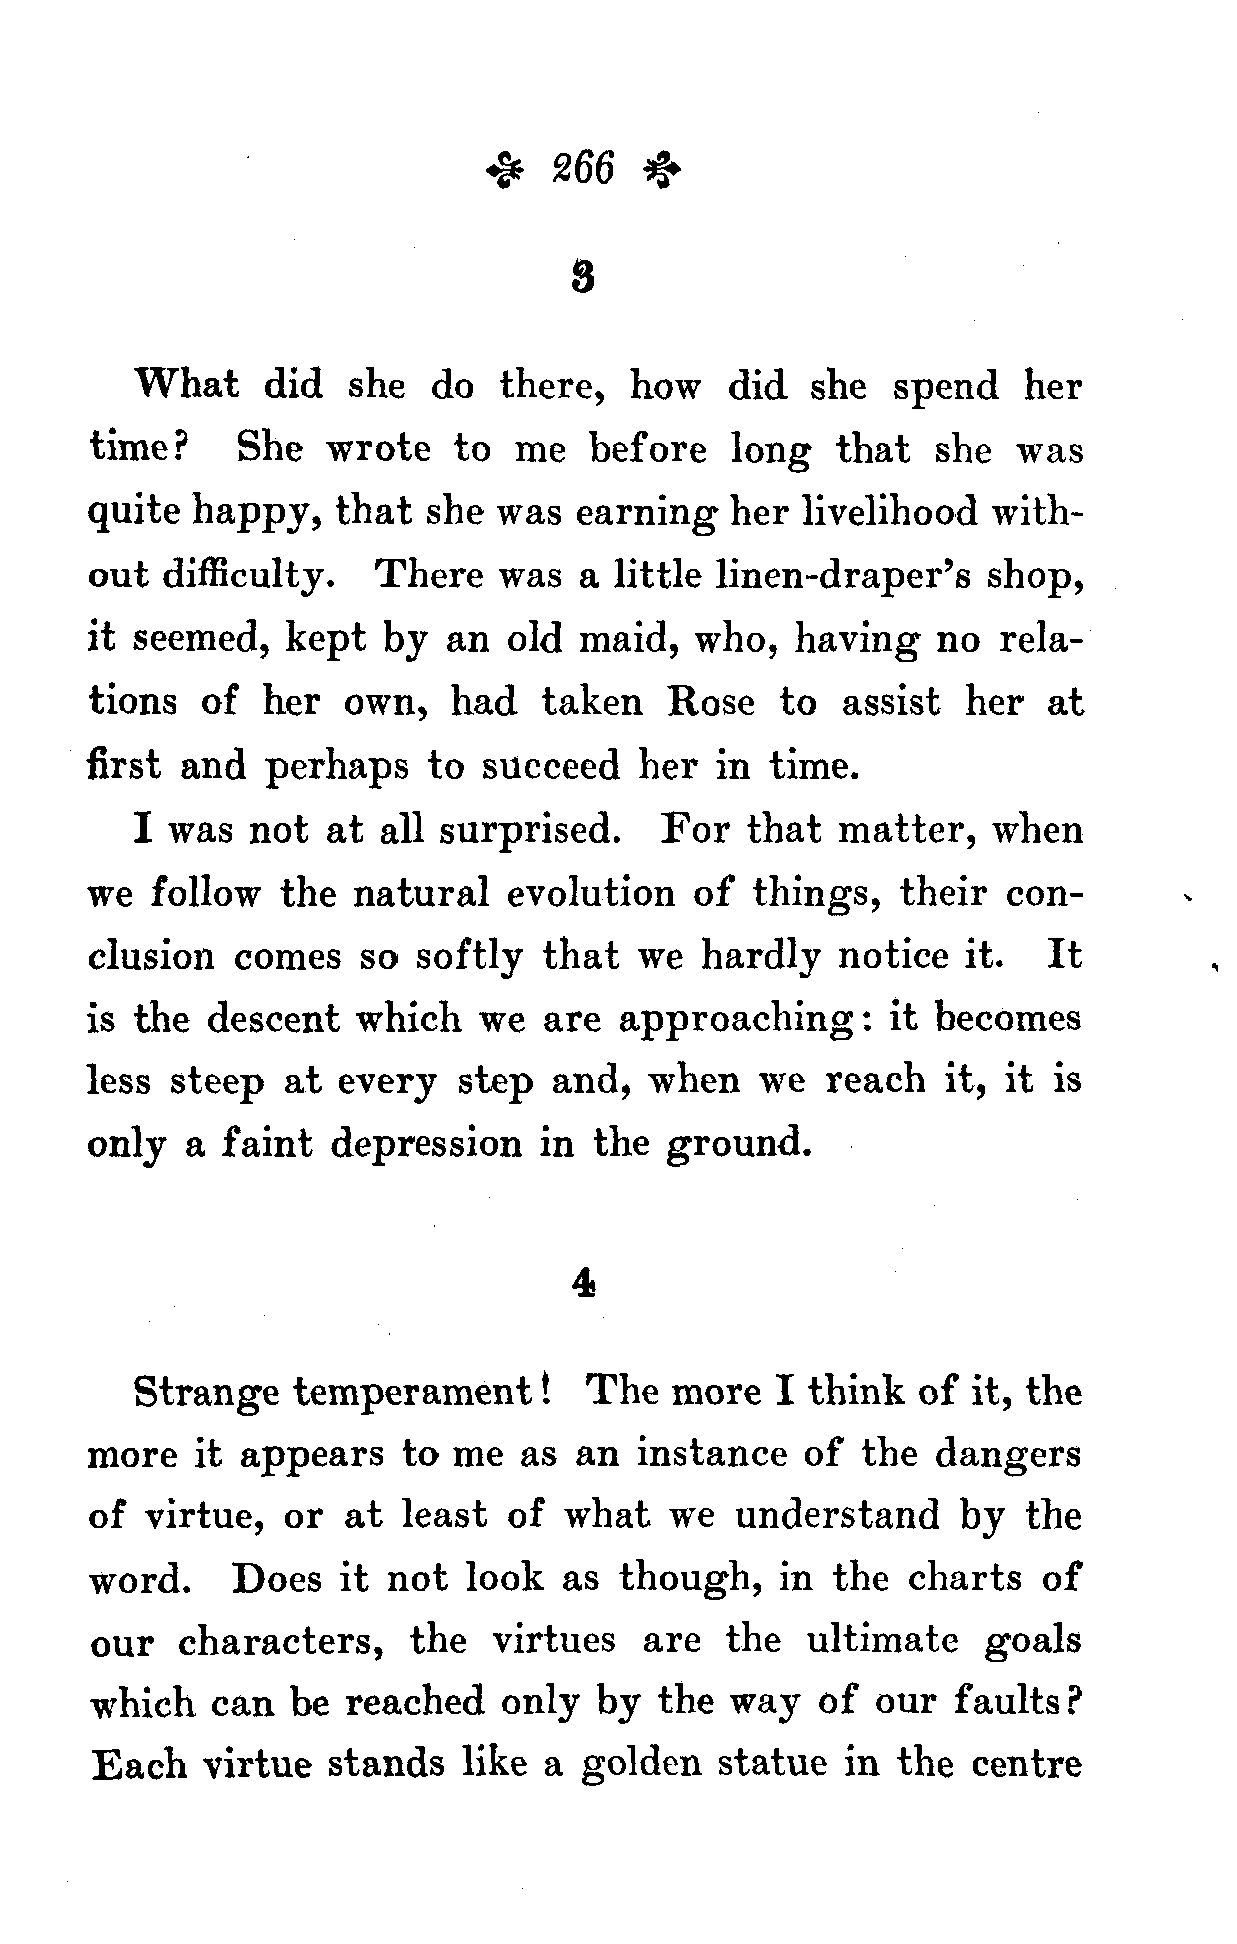 266
3
What did she do there, how did she spend her
time? She wrote to me before long that she was
quite happy, that she was earning her livelihood with-
out difficulty. There was a little linen-draper's shop,
it seemed, kept by an old maid, who, having no rela-
tions of her own, had taken Rose to assist her at
first and perhaps to succeed her in time.
I was not at all surprised. For that matter, when
we follow the natural evolution of things, their con-
clusion comes so softly that we hardly notice it. It
is the descent which we are approaching: it becomes
less steep at every step and, when we reach it, it is
only a faint depression in the ground.
4
Strange temperament! The more I think of it, the
more it appears to me as an instance of the dangers
of virtue, or at least of what we understand by the
word. Does it not look as though, in the charts of
our characters, the virtues are the ultimate goals
which can be reached only by the way of our faults?
Each virtue stands like a golden statue in the centre